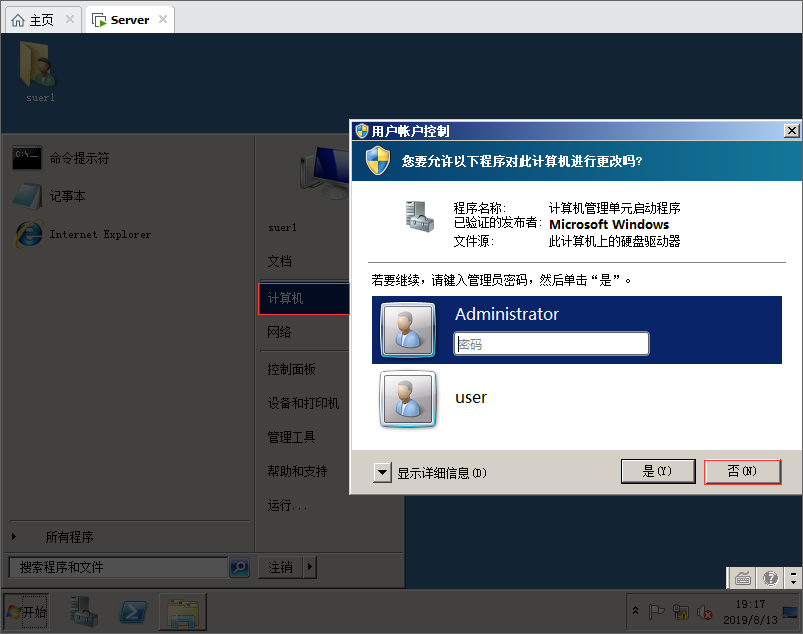 主页
Server
suer1
C:\_
命令提示符
记事本
Internet Explorer
所有程序
搜索程序和文件
suer1
文档
计算机
网络
控制面板
设备和打印机
管理工具
帮助和支持
运行...
注销
用户帐户控制
您要允许以下程序对此计算机进行更改吗?
程序名称: 计算机管理单元启动程序
已验证的发布者: Microsoft Windows
文件源: 此计算机上的硬盘驱动器
若要继续，请键入管理员密码，然后单击“是”。
Administrator
密码
user
显示详细信息(D)
是(Y)
否(N)
开始
19:17
2019/8/13